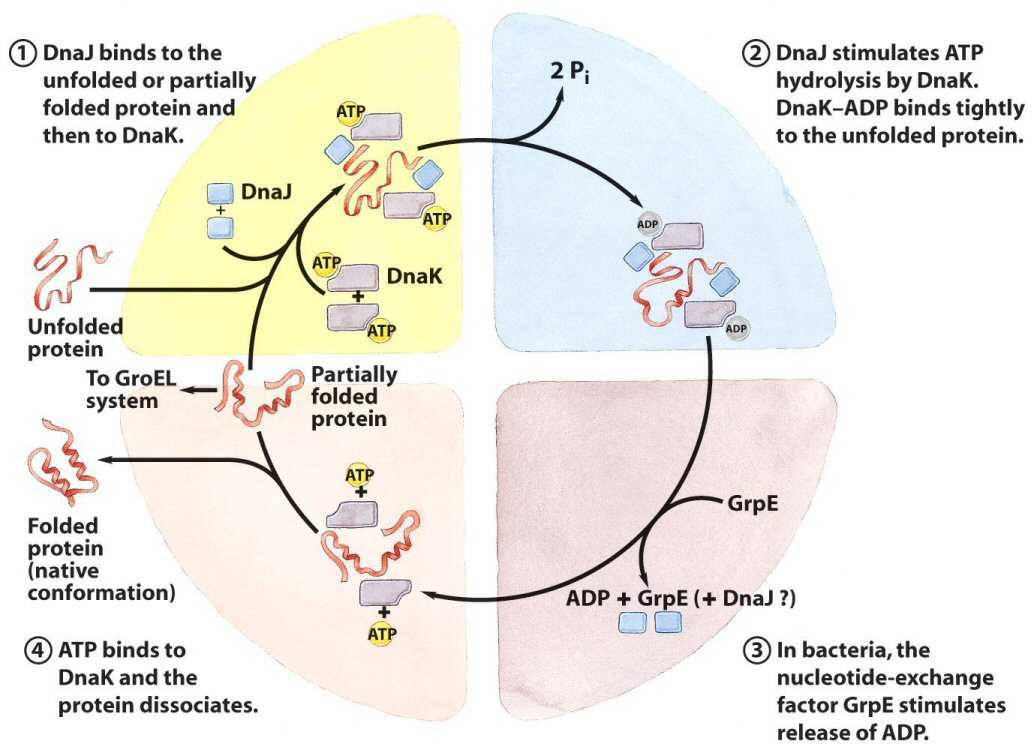 ① DnaJ binds to the
unfolded or partially
folded protein and
then to DnaK.
② DnaJ stimulates ATP
hydrolysis by DnaK.
DnaK–ADP binds tightly
to the unfolded protein.
2 Pi
ATP
DnaJ
+
ATP
ATP
DnaK
+
ATP
Unfolded
protein
ADP
ADP
To GroEL
system
Partially
folded
protein
Folded
protein
(native
conformation)
ATP
+
+
ATP
GrpE
ADP + GrpE (+ DnaJ ?)
④ ATP binds to
DnaK and the
protein dissociates.
③ In bacteria, the
nucleotide-exchange
factor GrpE stimulates
release of ADP.